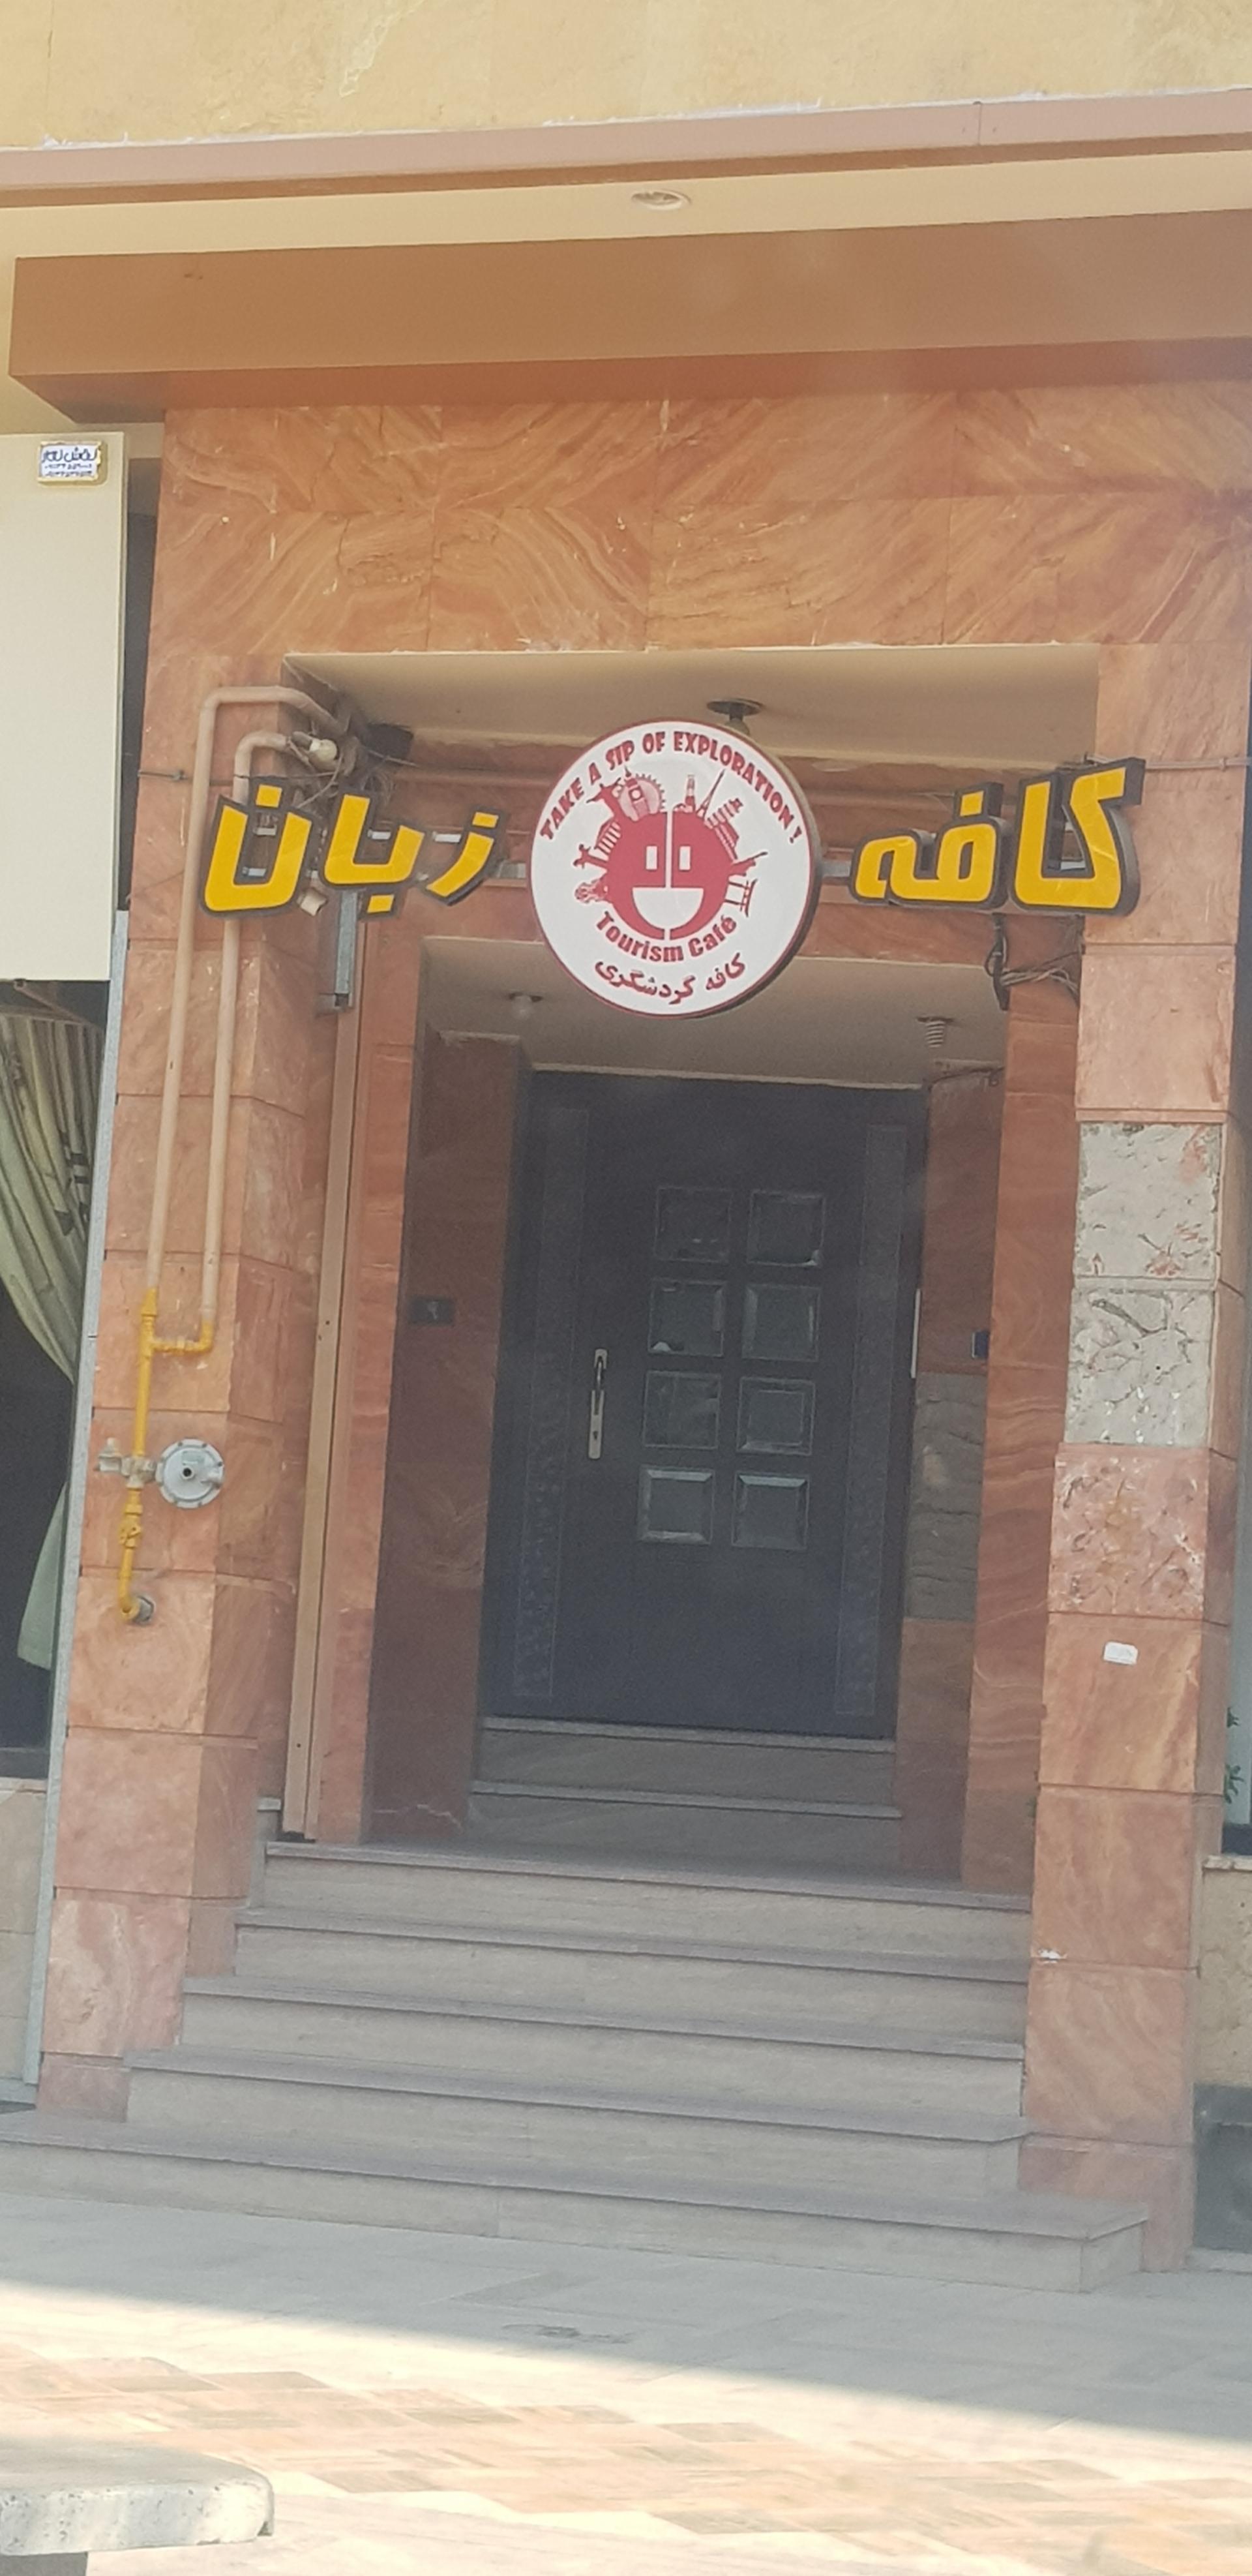 کافه زبان
TAKE A SIP OF EXPLORATION!
Tourism Café
کافه گردشگری